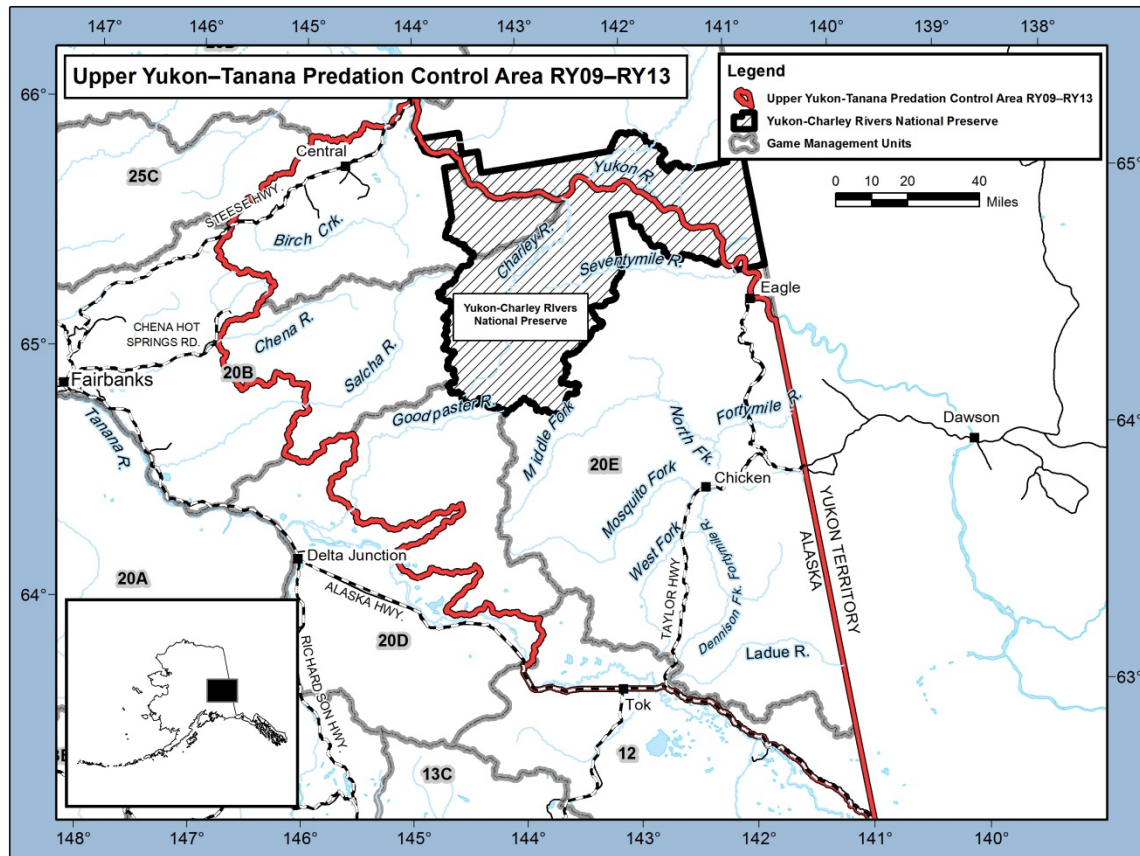 147°
146°
145°
144°
143°
142°
141°
140°
139°
138°
137°
Upper Yukon–Tanana Predation Control Area RY09–RY13
Legend
Upper Yukon-Tanana Predation Control Area RY09–RY13
Yukon-Charley Rivers National Preserve
Game Management Units
0 10 20 40
Miles
66°
65°
Central
25C
STEESE HWY.
Birch Crk.
Yukon R.
Charley R.
Seventymile R.
Eagle
Yukon-Charley Rivers
National Preserve
CHENA HOT
SPRINGS RD.
Chena R.
65°
20B
Salcha R.
Fairbanks
Goodpaster R.
Middle Fork
North Fk.
Fortymile R.
64°
Dawson
Tanana R.
20E
Chicken
Mosquito Fork
West Fork
Dennison Fk. Fortymile R.
YUKON TERRITORY
ALASKA
Delta Junction
20A
64°
ALASKA HWY.
TAYLOR HWY
20D
Ladue R.
63°
RICHARDSON HWY.
Tok
12
13C
148°
147°
146°
145°
144°
143°
142°
141°
140°